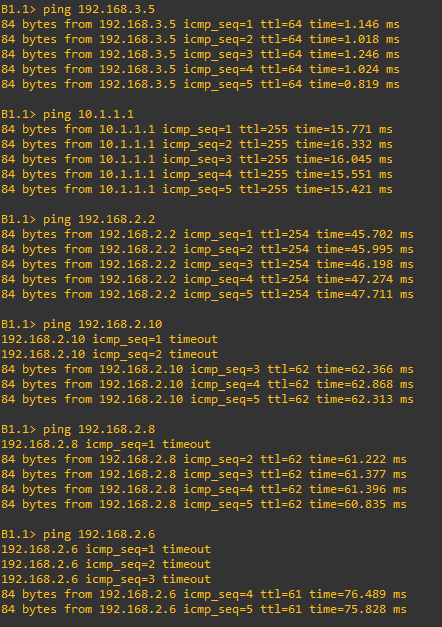 B1.1> ping 192.168.3.5
84 bytes from 192.168.3.5 icmp_seq=1 ttl=64 time=1.146 ms
84 bytes from 192.168.3.5 icmp_seq=2 ttl=64 time=1.018 ms
84 bytes from 192.168.3.5 icmp_seq=3 ttl=64 time=1.246 ms
84 bytes from 192.168.3.5 icmp_seq=4 ttl=64 time=1.024 ms
84 bytes from 192.168.3.5 icmp_seq=5 ttl=64 time=0.819 ms
B1.1> ping 10.1.1.1
84 bytes from 10.1.1.1 icmp_seq=1 ttl=255 time=15.771 ms
84 bytes from 10.1.1.1 icmp_seq=2 ttl=255 time=16.332 ms
84 bytes from 10.1.1.1 icmp_seq=3 ttl=255 time=16.045 ms
84 bytes from 10.1.1.1 icmp_seq=4 ttl=255 time=15.551 ms
84 bytes from 10.1.1.1 icmp_seq=5 ttl=255 time=15.421 ms
B1.1> ping 192.168.2.2
84 bytes from 192.168.2.2 icmp_seq=1 ttl=254 time=45.702 ms
84 bytes from 192.168.2.2 icmp_seq=2 ttl=254 time=45.995 ms
84 bytes from 192.168.2.2 icmp_seq=3 ttl=254 time=46.198 ms
84 bytes from 192.168.2.2 icmp_seq=4 ttl=254 time=47.274 ms
84 bytes from 192.168.2.2 icmp_seq=5 ttl=254 time=47.711 ms
B1.1> ping 192.168.2.10
192.168.2.10 icmp_seq=1 timeout
192.168.2.10 icmp_seq=2 timeout
84 bytes from 192.168.2.10 icmp_seq=3 ttl=62 time=62.366 ms
84 bytes from 192.168.2.10 icmp_seq=4 ttl=62 time=62.868 ms
84 bytes from 192.168.2.10 icmp_seq=5 ttl=62 time=62.313 ms
B1.1> ping 192.168.2.8
192.168.2.8 icmp_seq=1 timeout
84 bytes from 192.168.2.8 icmp_seq=2 ttl=62 time=61.222 ms
84 bytes from 192.168.2.8 icmp_seq=3 ttl=62 time=61.377 ms
84 bytes from 192.168.2.8 icmp_seq=4 ttl=62 time=61.396 ms
84 bytes from 192.168.2.8 icmp_seq=5 ttl=62 time=60.835 ms
B1.1> ping 192.168.2.6
192.168.2.6 icmp_seq=1 timeout
192.168.2.6 icmp_seq=2 timeout
192.168.2.6 icmp_seq=3 timeout
84 bytes from 192.168.2.6 icmp_seq=4 ttl=61 time=76.489 ms
84 bytes from 192.168.2.6 icmp_seq=5 ttl=61 time=75.828 ms